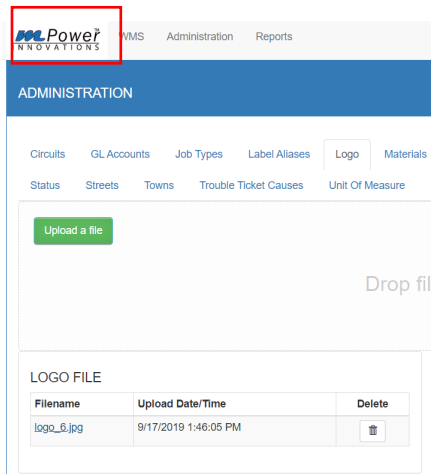 mPower™
INNOVATIONS
WMS Administration Reports
ADMINISTRATION
Circuits GL Accounts Job Types Label Aliases Logo Materials
Status Streets Towns Trouble Ticket Causes Unit Of Measure
Upload a file
Drop fil
LOGO FILE
Filename Upload Date/Time Delete
logo_6.jpg 9/17/2019 1:46:05 PM